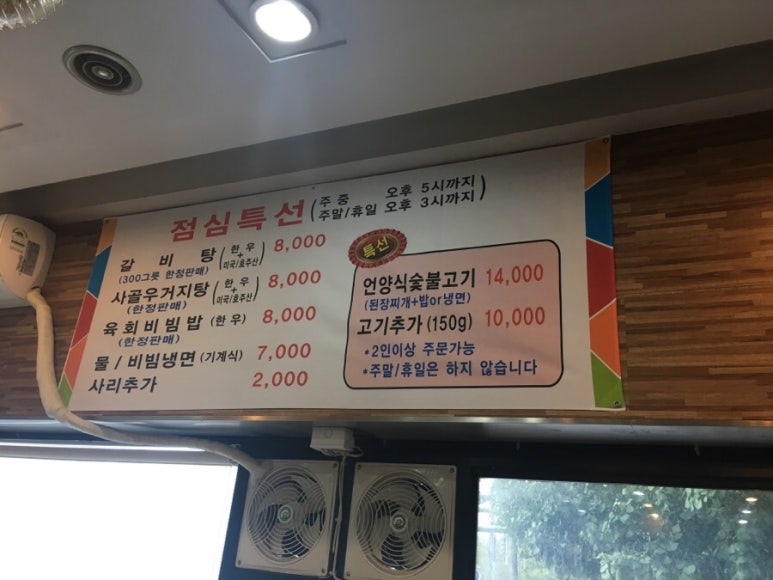 점심특선 (주중 오후 5시까지
주말/휴일 오후 3시까지)
갈비탕 (한우+미국/호주산) 8,000
(300그릇 한정판매)
사골우거지탕 (한우+미국/호주산) 8,000
(한정판매)
육회비빔밥 (한우) 8,000
(한정판매)
물/비빔냉면 (기계식) 7,000
사리추가 2,000
특선
언양식숯불고기 14,000
(된장찌개+밥or냉면)
고기추가 (150g) 10,000
*2인이상 주문가능
*주말/휴일은 하지 않습니다